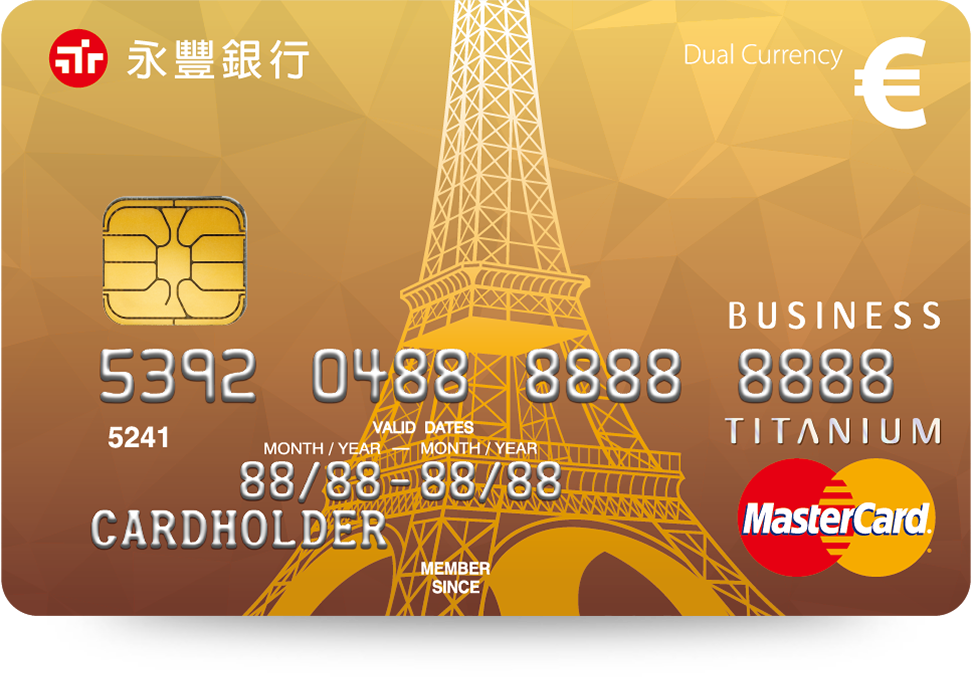 永豐銀行
Dual Currency €
BUSINESS
5392 0488 8888 8888
5241
VALID DATES
TITANIUM
MONTH / YEAR — MONTH / YEAR
88/88-88/88
CARDHOLDER
MasterCard.
MEMBER
SINCE